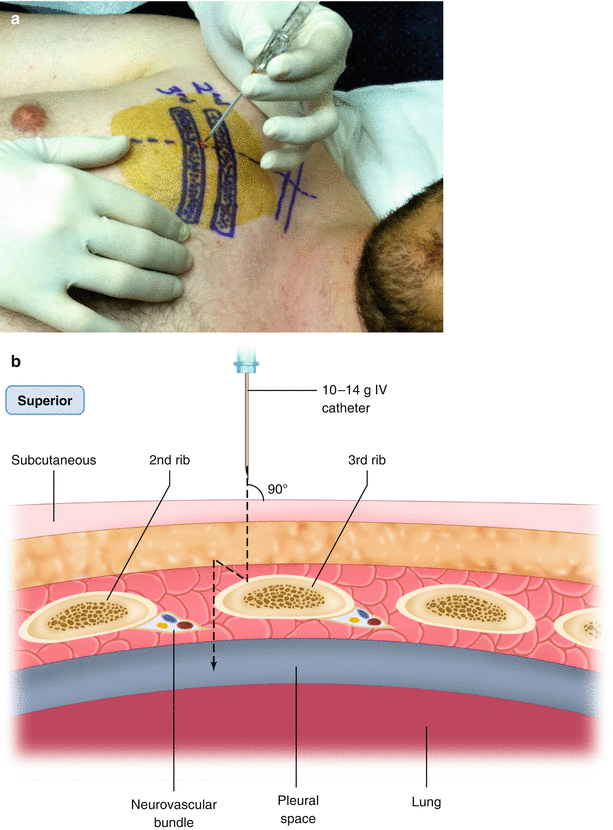 a
b
Superior
10–14 g IV
catheter
Subcutaneous
2nd rib
3rd rib
90°
Neurovascular
bundle
Pleural
space
Lung